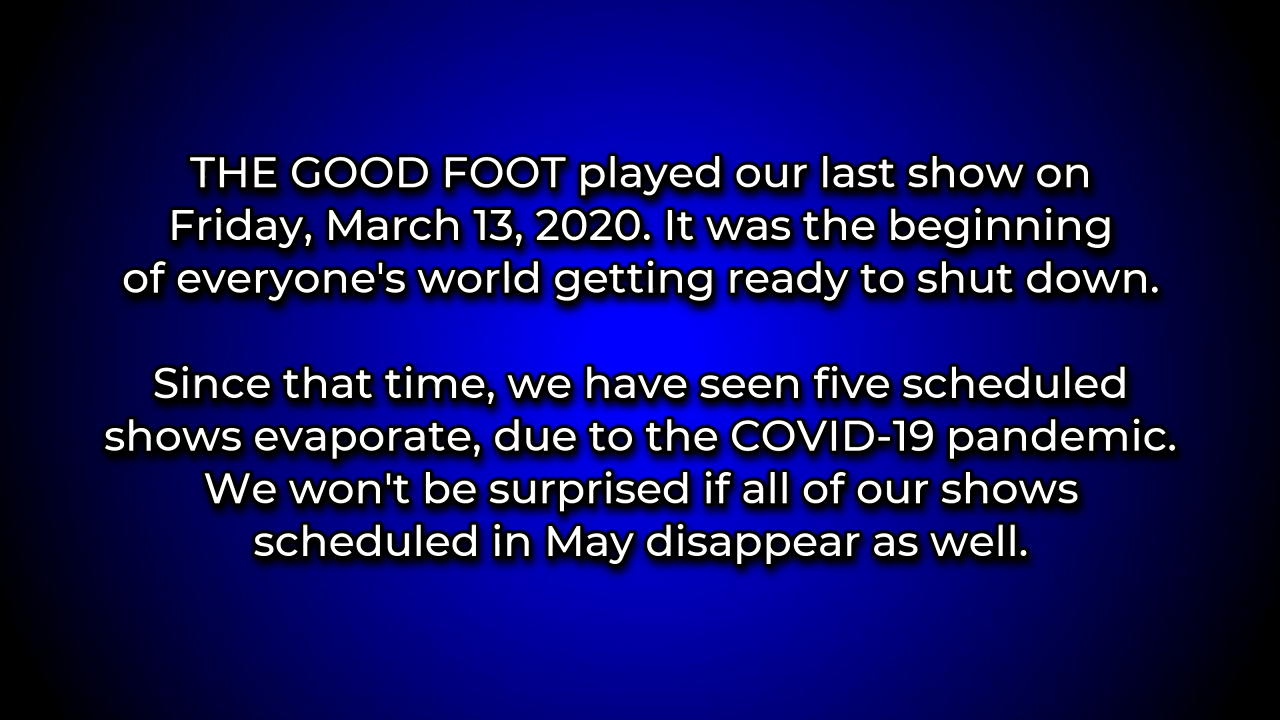 THE GOOD FOOT played our last show on
Friday, March 13, 2020. It was the beginning
of everyone's world getting ready to shut down.
Since that time, we have seen five scheduled
shows evaporate, due to the COVID-19 pandemic.
We won't be surprised if all of our shows
scheduled in May disappear as well.